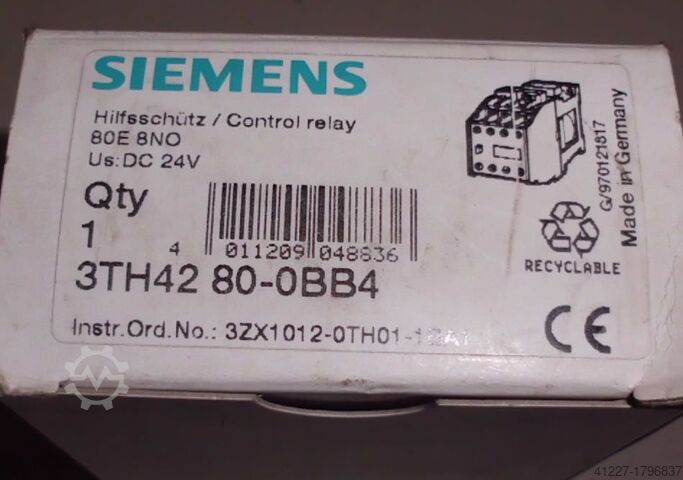 SIEMENS
Hilfsschütz / Control relay
80E 8NO
Us: DC 24V
Qty
1
4 011209 048836
3TH42 80-0BB4
Instr.Ord.No.: 3ZX1012-0TH01-
RECYCLABLE
CE
G/970121817
Made in Germany
41227-1796837